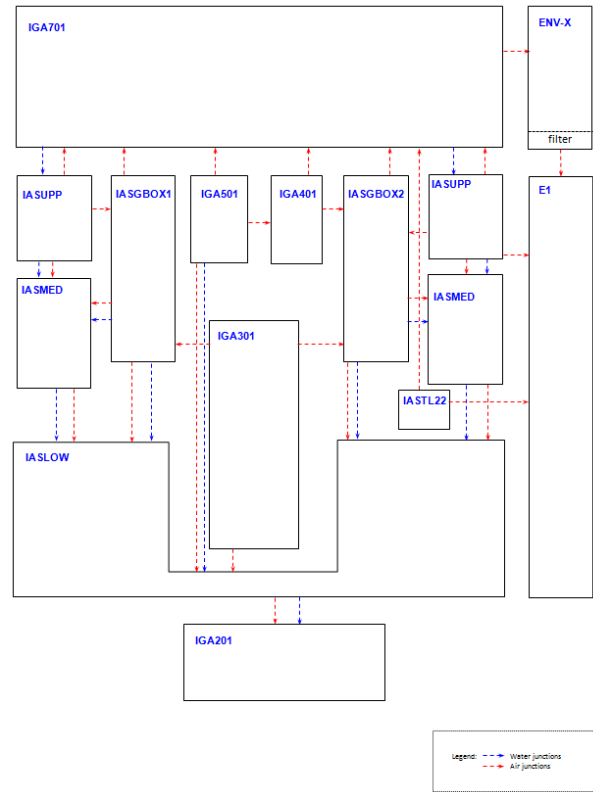 IGA701
ENV-X
filter
IASUPP
IASGBOX1
IGA501
IGA401
IASGBOX2
IASUPP
E1
IASMED
IASMED
IGA301
IASTL22
IASLOW
IGA201
Legend: Water junctions
Air junctions